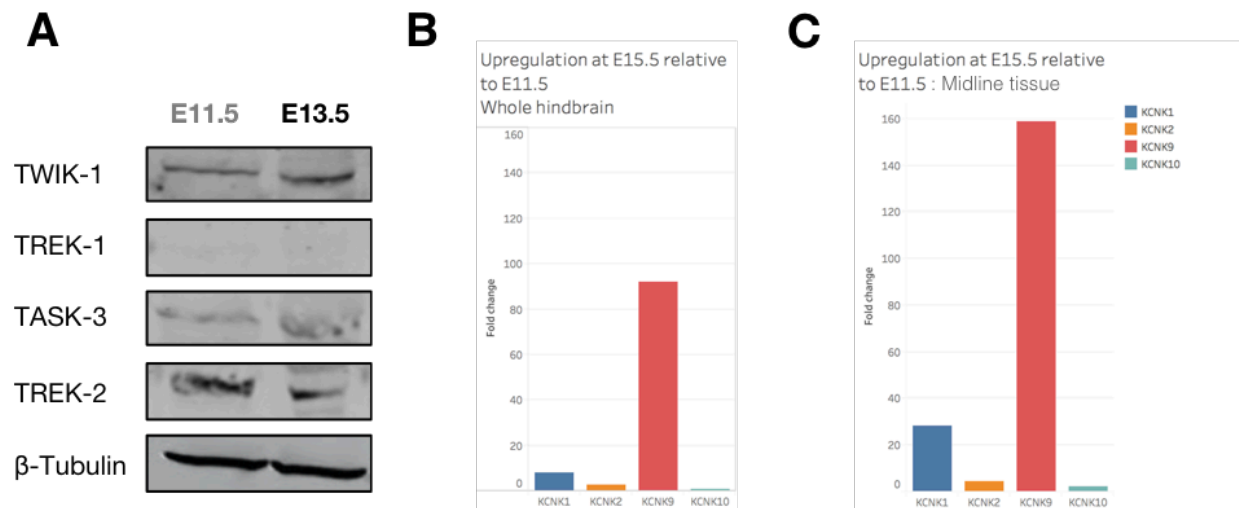 A
E11.5 E13.5
TWIK-1
TREK-1
TASK-3
TREK-2
β-Tubulin
B
Upregulation at E15.5 relative
to E11.5
Whole hindbrain
160
140
120
100
80
60
40
20
0
Fold change
KCNK1 KCNK2 KCNK9 KCNK10
C
Upregulation at E15.5 relative
to E11.5 : Midline tissue
160
140
160
120
80
60
40
20
0
Fold change
KCNK1 KCNK2 KCNK9 KCNK10
KCNK1
KCNK2
KCNK9
KCNK10